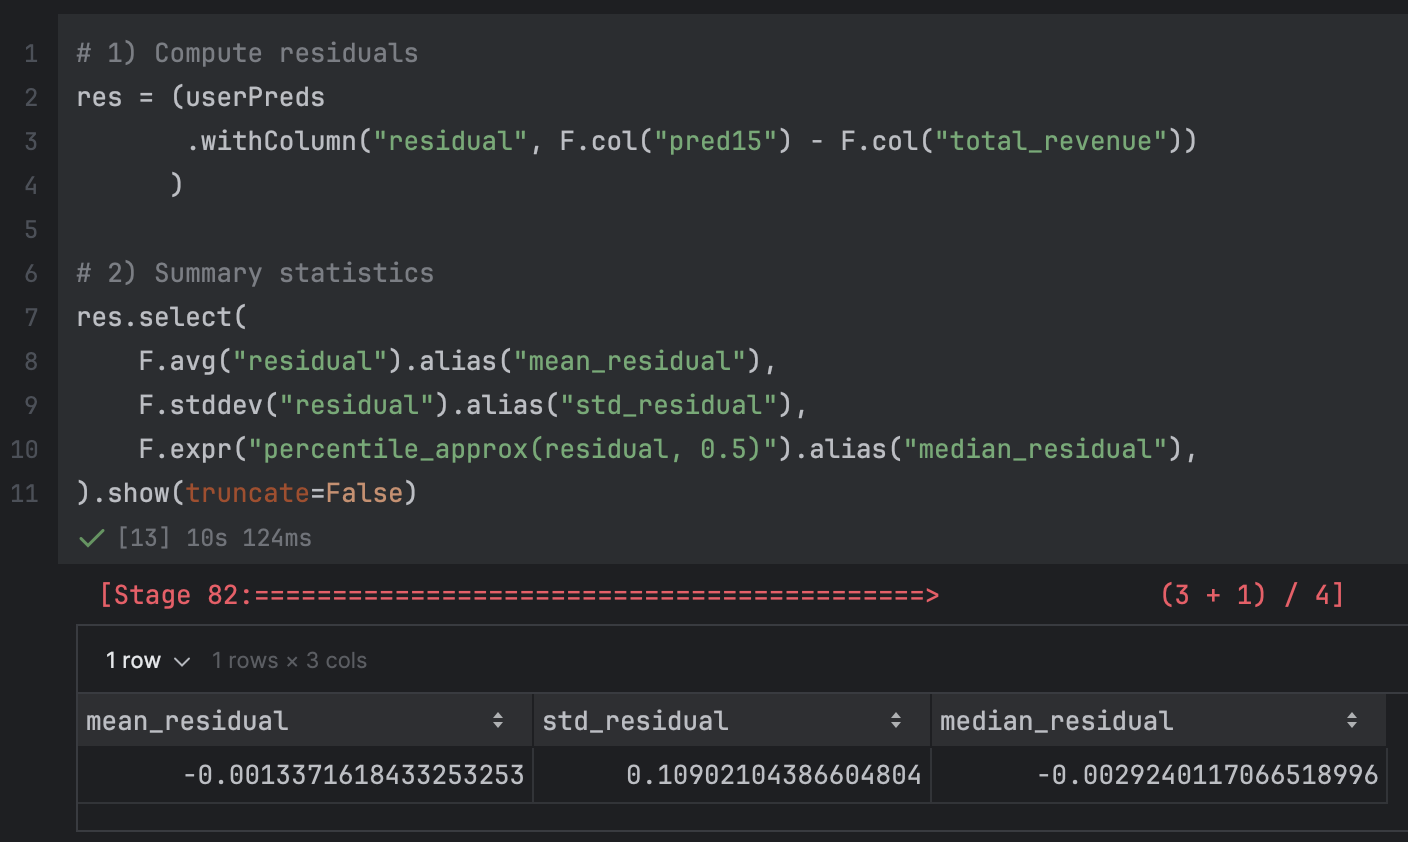 1 # 1) Compute residuals
2 res = (userPreds
3        .withColumn("residual", F.col("pred15") - F.col("total_revenue"))
4       )
5
6 # 2) Summary statistics
7 res.select(
8     F.avg("residual").alias("mean_residual"),
9     F.stddev("residual").alias("std_residual"),
10     F.expr("percentile_approx(residual, 0.5)").alias("median_residual"),
11 ).show(truncate=False)
[13] 10s 124ms
[Stage 82:===========================================>              (3 + 1) / 4]
1 row 1 rows × 3 cols
mean_residual std_residual median_residual
-0.0013371618433253253 0.10902104386604804 -0.0029240117066518996